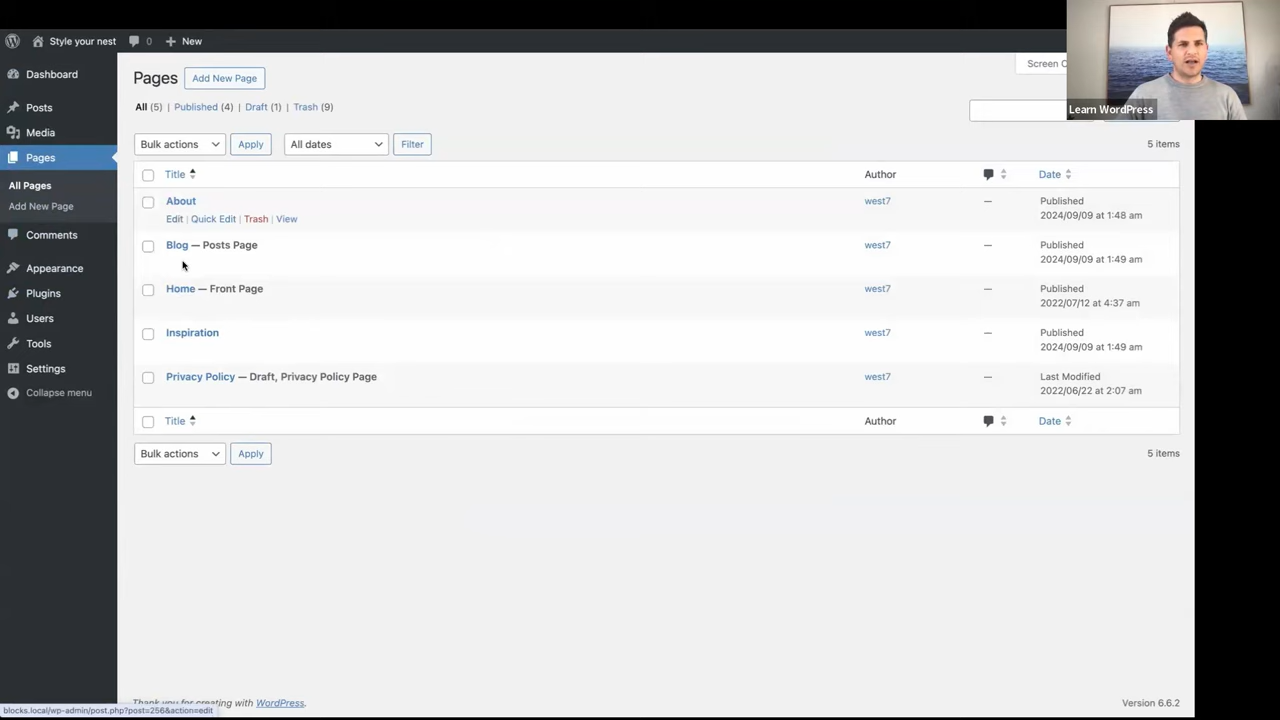 Style your nest 0 New
Learn WordPress
Dashboard
Posts
Media
Pages
All Pages
Add New Page
Comments
Appearance
Plugins
Users
Tools
Settings
Collapse menu
Pages Add New Page
Screen
All (5) | Published (4) | Draft (1) | Trash (9)
Bulk actions Apply All dates Filter 5 items
Title Author Date
About west7 — Published
Edit | Quick Edit | Trash | View 2024/09/09 at 1:48 am
Blog — Posts Page west7 — Published
2024/09/09 at 1:49 am
Home — Front Page west7 — Published
2022/07/12 at 4:37 am
Inspiration west7 — Published
2024/09/09 at 1:49 am
Privacy Policy — Draft, Privacy Policy Page west7 — Last Modified
2022/06/22 at 2:07 am
Title Author Date
Bulk actions Apply 5 items
Thank you for creating with WordPress. Version 6.6.2
blocks.local/wp-admin/post.php?post=256&action=edit